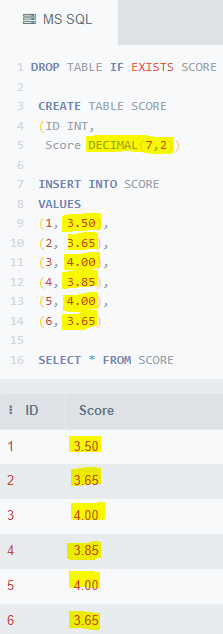 MS SQL
1 DROP TABLE IF EXISTS SCORE
2
3 CREATE TABLE SCORE
4 (ID INT,
5 Score DECIMAL(7,2))
6
7 INSERT INTO SCORE
8 VALUES
9 (1, 3.50),
10 (2, 3.65),
11 (3, 4.00),
12 (4, 3.85),
13 (5, 4.00),
14 (6, 3.65)
15
16 SELECT * FROM SCORE
ID Score
1 3.50
2 3.65
3 4.00
4 3.85
5 4.00
6 3.65